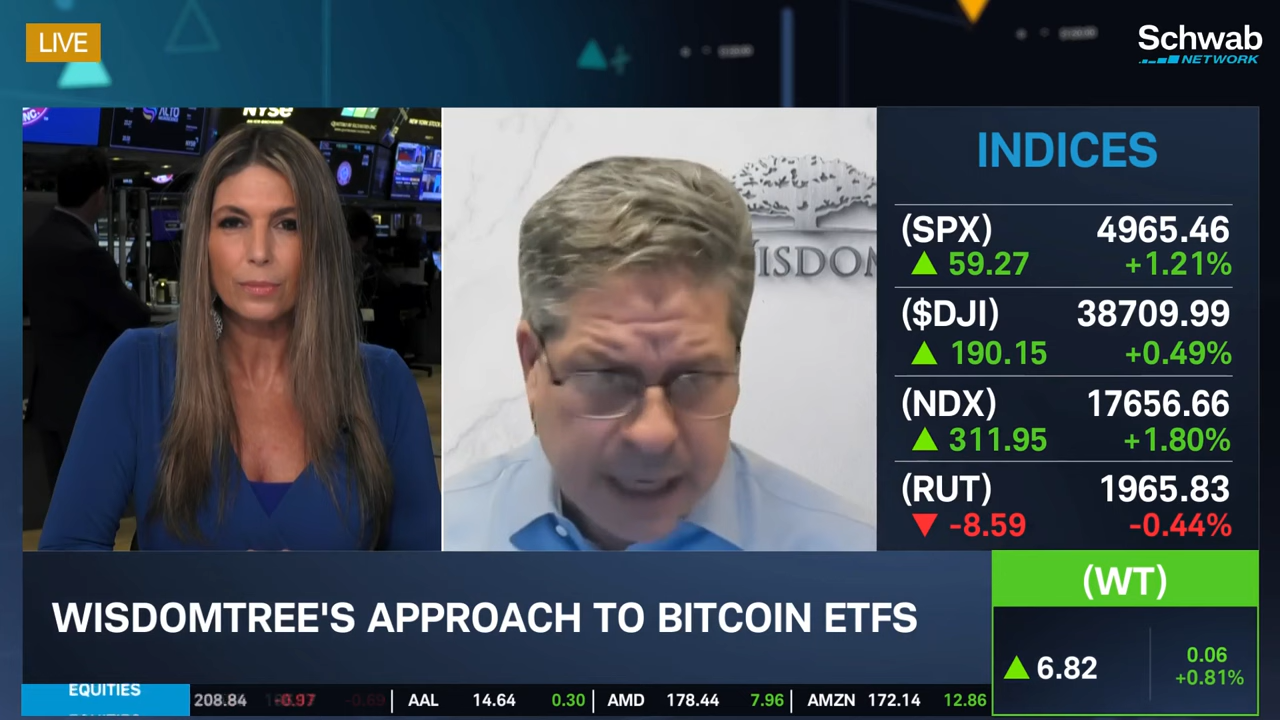 LIVE
Schwab
NETWORK
INC.
ALTO
NYSE
WISDOM
INDICES
(SPX) 4965.46
▲ 59.27 +1.21%
($DJI) 38709.99
▲ 190.15 +0.49%
(NDX) 17656.66
▲ 311.95 +1.80%
(RUT) 1965.83
▼ -8.59 -0.44%
WISDOMTREE'S APPROACH TO BITCOIN ETFS
(WT)
▲ 6.82 0.06
+0.81%
EQUITIES
208.84 AAL 14.64 0.30 AMD 178.44 7.96 AMZN 172.14 12.86